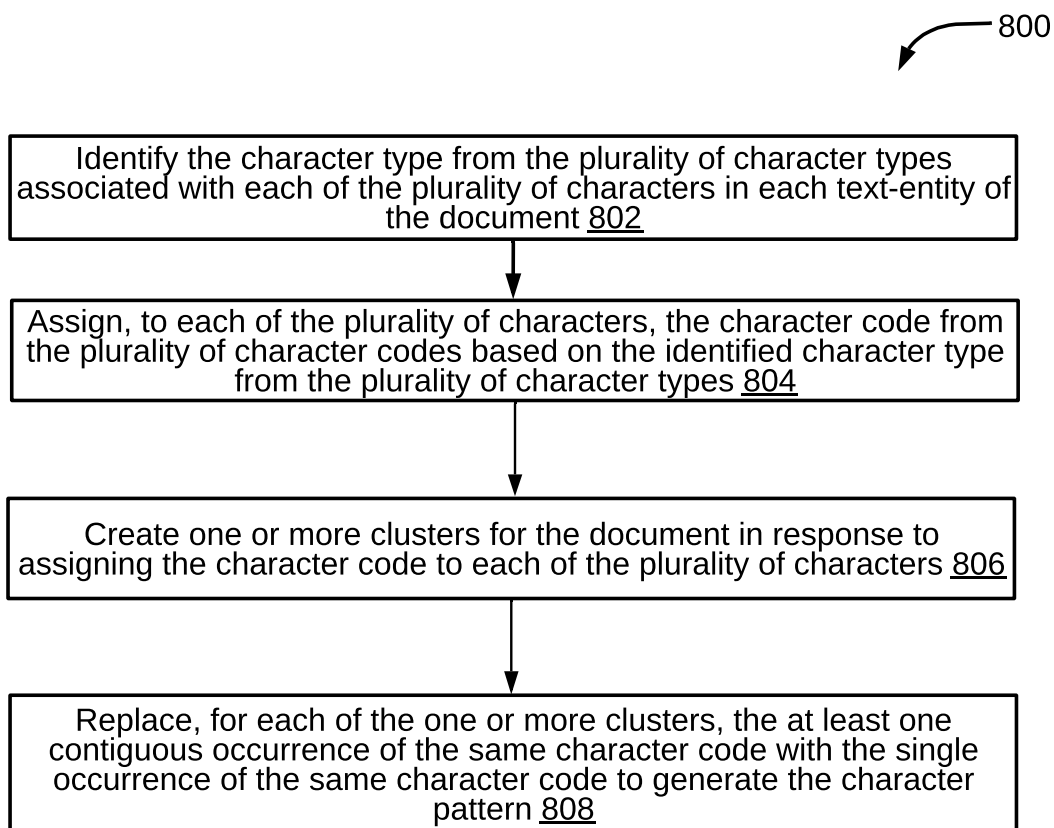 800
Identify the character type from the plurality of character types
associated with each of the plurality of characters in each text-entity of
the document 802
Assign, to each of the plurality of characters, the character code from
the plurality of character codes based on the identified character type
from the plurality of character types 804
Create one or more clusters for the document in response to
assigning the character code to each of the plurality of characters 806
Replace, for each of the one or more clusters, the at least one
contiguous occurrence of the same character code with the single
occurrence of the same character code to generate the character
pattern 808